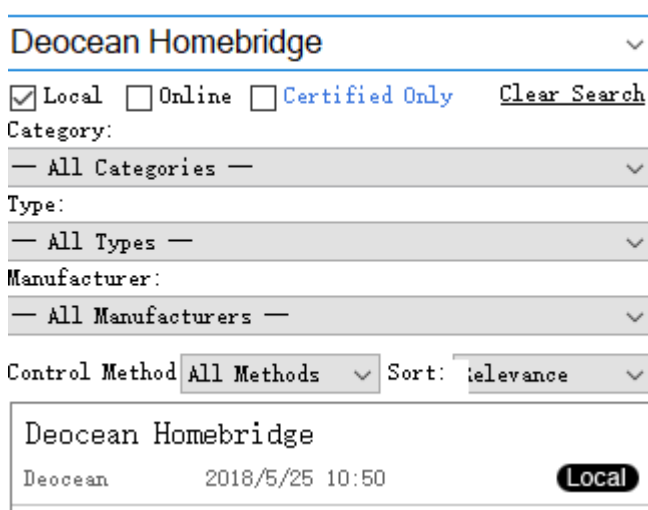 Deocean Homebridge
Local Online Certified Only Clear Search
Category:
— All Categories —
Type:
— All Types —
Manufacturer:
— All Manufacturers —
Control Method All Methods Sort: Relevance
Deocean Homebridge
Deocean 2018/5/25 10:50 Local